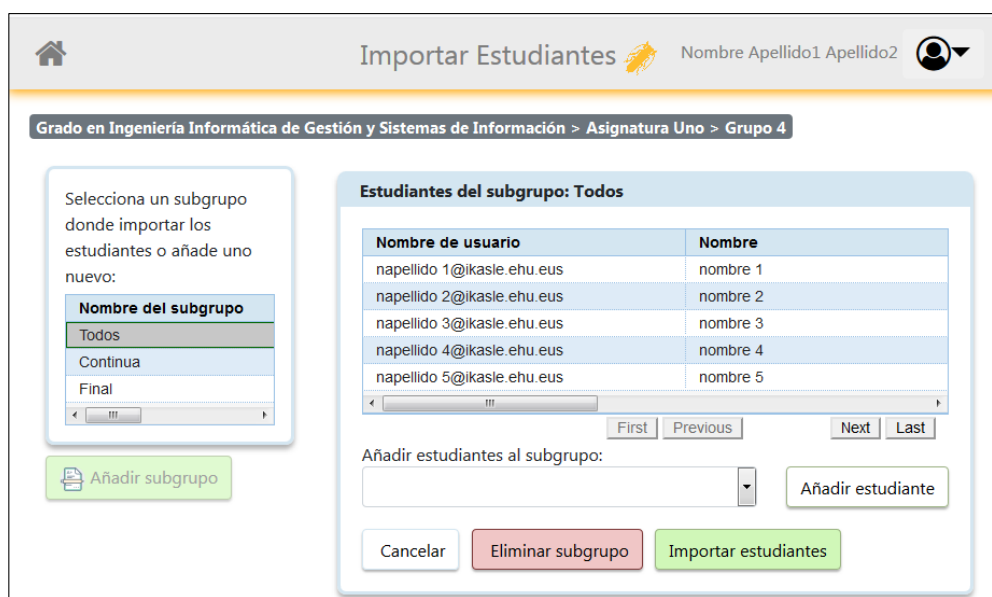 Importar Estudiantes
Nombre Apellido1 Apellido2
Grado en Ingeniería Informática de Gestión y Sistemas de Información > Asignatura Uno > Grupo 4
Selecciona un subgrupo
donde importar los
estudiantes o añade uno
nuevo:
Nombre del subgrupo
Todos
Continua
Final
Añadir subgrupo
Estudiantes del subgrupo: Todos
Nombre de usuario Nombre
napellido 1@ikasle.ehu.eus nombre 1
napellido 2@ikasle.ehu.eus nombre 2
napellido 3@ikasle.ehu.eus nombre 3
napellido 4@ikasle.ehu.eus nombre 4
napellido 5@ikasle.ehu.eus nombre 5
First Previous Next Last
Añadir estudiantes al subgrupo:
Añadir estudiante
Cancelar Eliminar subgrupo Importar estudiantes